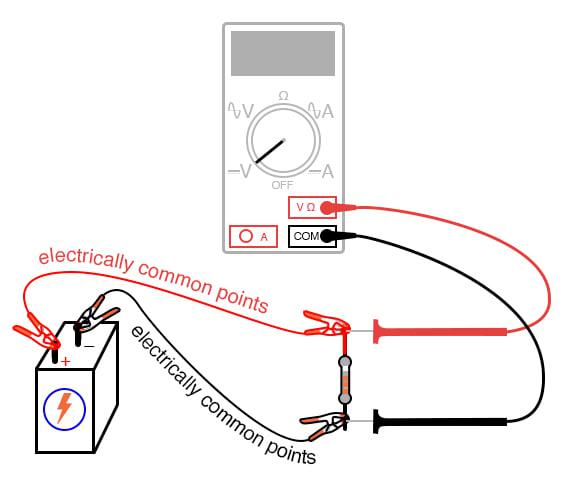 Ω
∿V ∿A
⎓V ⎓A
OFF
V Ω
A COM
electrically common points
electrically common points
+ −